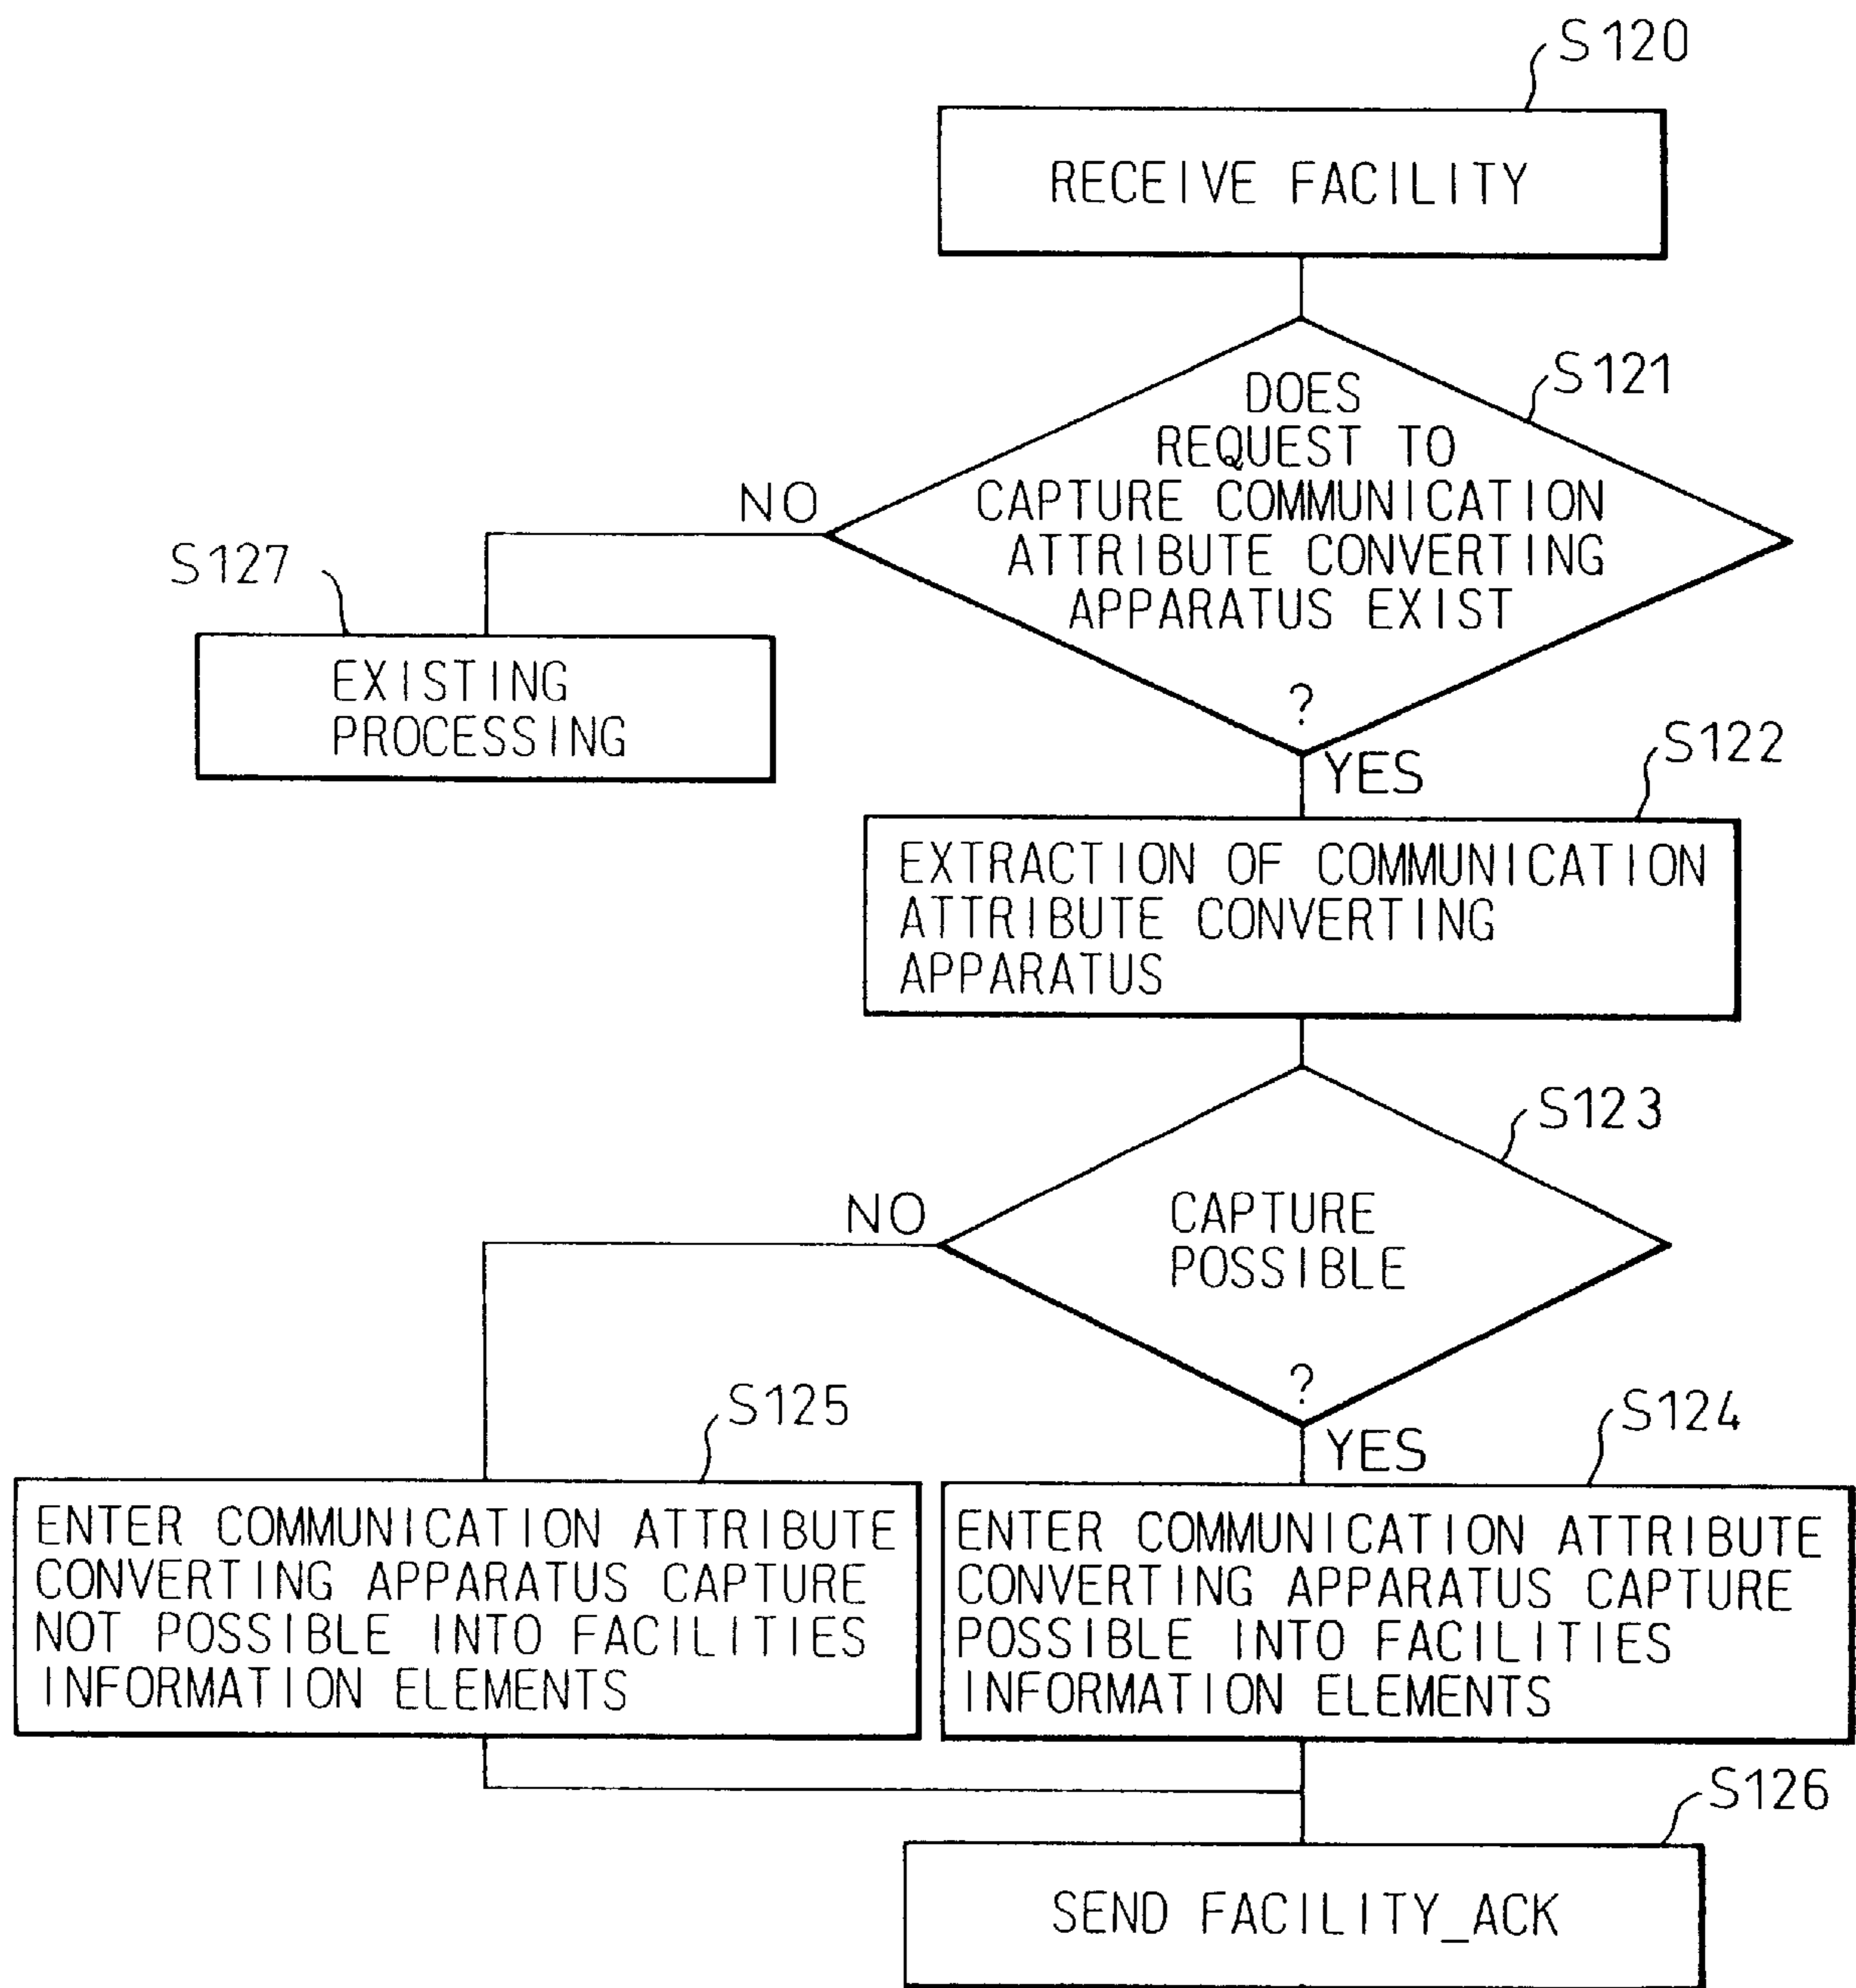 S120
RECEIVE FACILITY
S121
DOES
REQUEST TO
CAPTURE COMMUNICATION
ATTRIBUTE CONVERTING
APPARATUS EXIST
?
NO
S127
EXISTING
PROCESSING
YES
S122
EXTRACTION OF COMMUNICATION
ATTRIBUTE CONVERTING
APPARATUS
S123
CAPTURE
POSSIBLE
?
NO
YES
S125
ENTER COMMUNICATION ATTRIBUTE
CONVERTING APPARATUS CAPTURE
NOT POSSIBLE INTO FACILITIES
INFORMATION ELEMENTS
S124
ENTER COMMUNICATION ATTRIBUTE
CONVERTING APPARATUS CAPTURE
POSSIBLE INTO FACILITIES
INFORMATION ELEMENTS
S126
SEND FACILITY_ACK